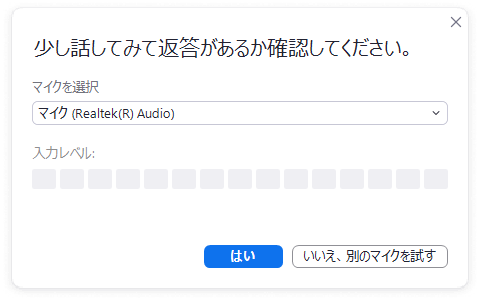 少し話してみて返答があるか確認してください。
マイクを選択
マイク (Realtek(R) Audio)
入力レベル:
はい
いいえ、別のマイクを試す